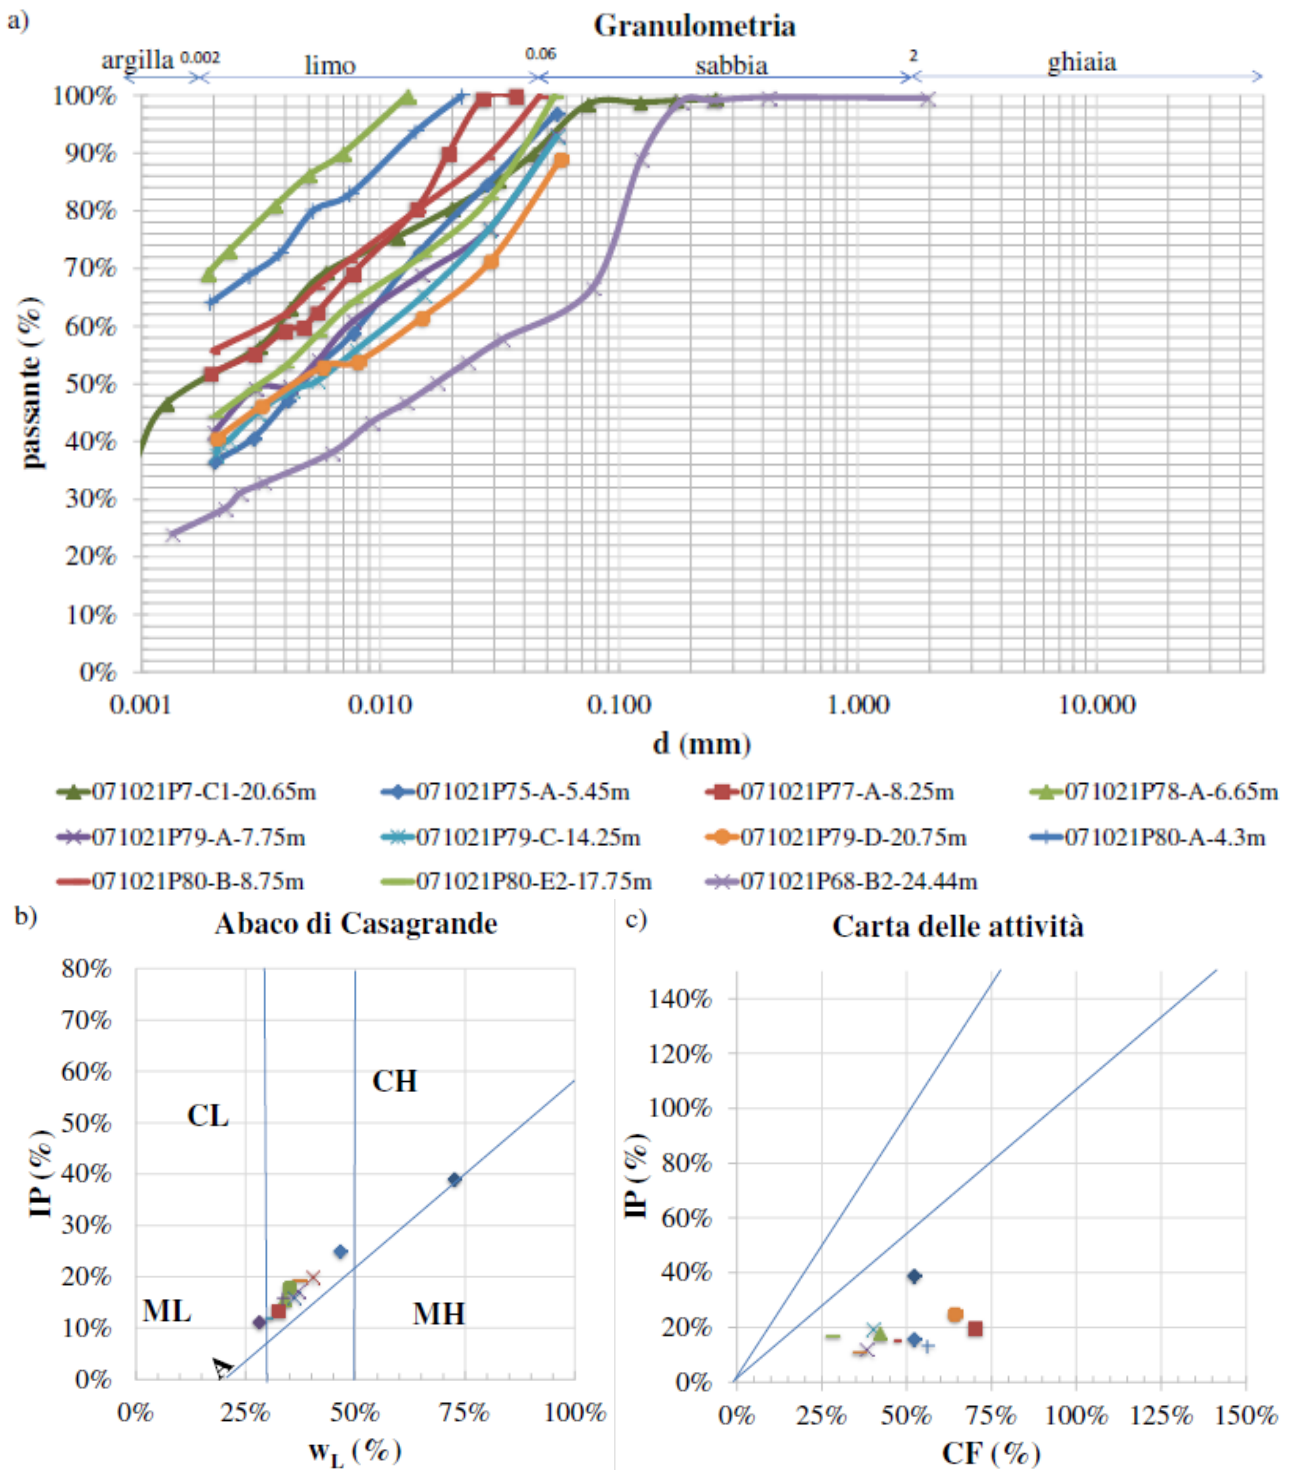 a)
Granulometria
argilla 0.002 limo 0.06 sabbia 2 ghiaia
100%
90%
80%
70%
60%
50%
40%
30%
20%
10%
0%
passante (%)
0.001 0.010 0.100 1.000 10.000
d (mm)
071021P7-C1-20.65m 071021P75-A-5.45m 071021P77-A-8.25m 071021P78-A-6.65m
071021P79-A-7.75m 071021P79-C-14.25m 071021P79-D-20.75m 071021P80-A-4.3m
071021P80-B-8.75m 071021P80-E2-17.75m 071021P68-B2-24.44m
b)
Abaco di Casagrande
80%
70%
60%
50%
40%
30%
20%
10%
0%
IP (%)
CL
CH
ML
MH
A
0% 25% 50% 75% 100%
wL (%)
c)
Carta delle attività
140%
120%
100%
80%
60%
40%
20%
0%
IP (%)
0% 25% 50% 75% 100% 125% 150%
CF (%)